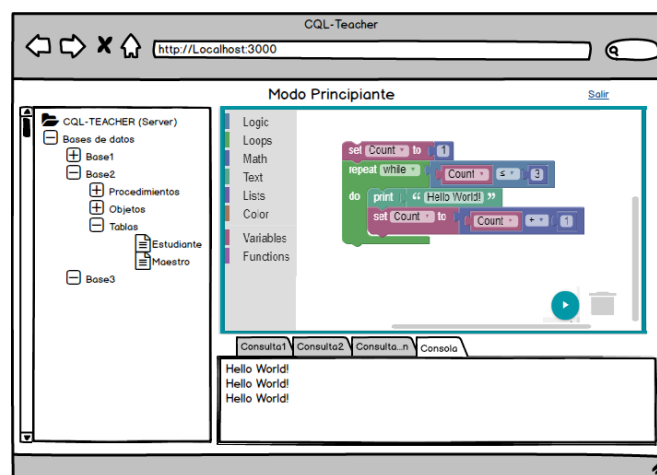 CQL-Teacher
http://Localhost:3000
Modo Principiante
Salir
CQL-TEACHER (Server)
Bases de datos
Base1
Base2
Procedimientos
Objetos
Tablas
Estudiante
Maestro
Base3
Logic
Loops
Math
Text
Lists
Color
Variables
Functions
set Count to 1
repeat while Count ≤ 3
do print “ Hello World! ”
set Count to Count + 1
Consulta1 Consulta2 Consulta..n Consola
Hello World!
Hello World!
Hello World!